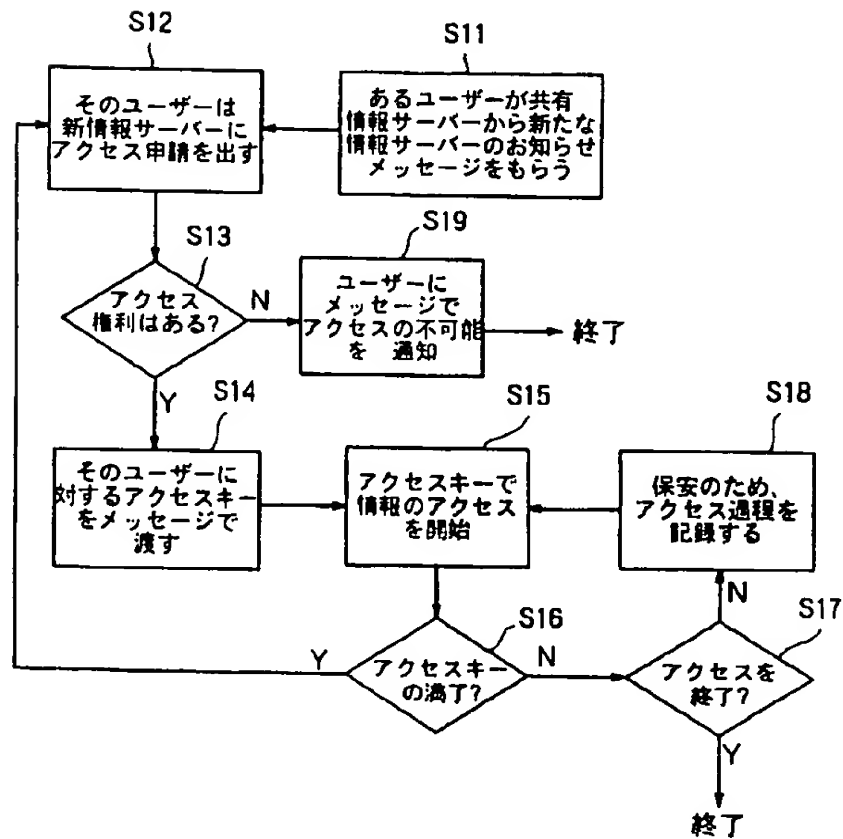 S12
そのユーザーは
新情報サーバーに
アクセス申請を出す
S11
あるユーザーが共有
情報サーバーから新たな
情報サーバーのお知らせ
メッセージをもらう
S13
アクセス
権利はある?
N
Y
S19
ユーザーに
メッセージで
アクセスの不可能
を 通知
終了
S14
そのユーザーに
対するアクセスキー
をメッセージで
渡す
S15
アクセスキーで
情報のアクセス
を開始
S18
保安のため、
アクセス過程を
記録する
S16
アクセスキー
の満了?
Y
N
S17
アクセスを
終了?
N
Y
終了